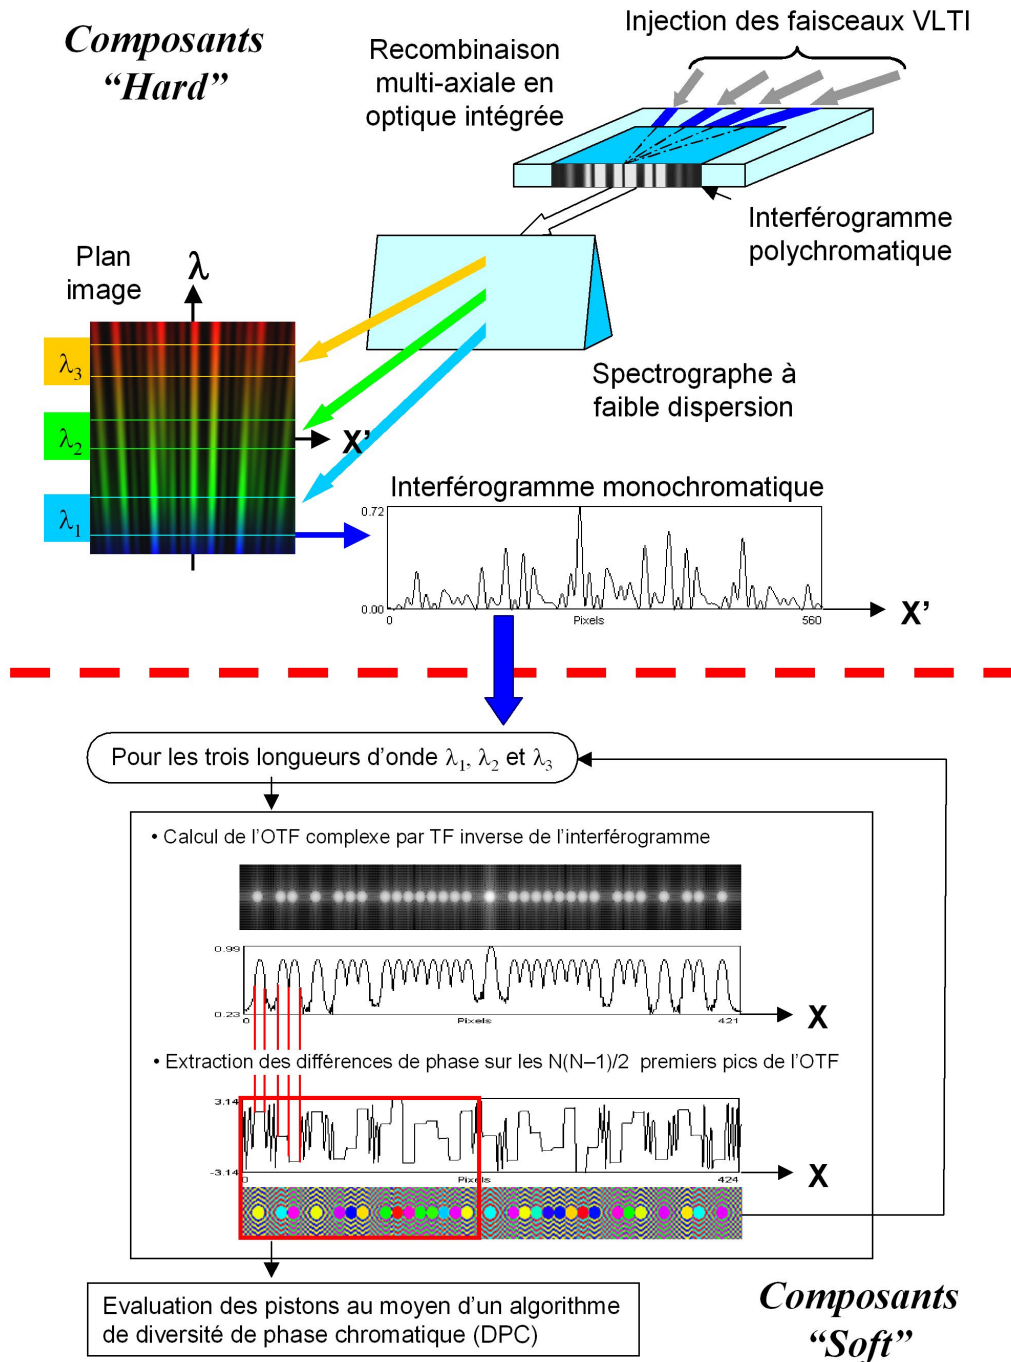 Composants
“Hard”
Injection des faisceaux VLTI
Recombinaison
multi-axiale en
optique intégrée
Interférogramme
polychromatique
Plan
image
λ
λ3
λ2
λ1
X’
Spectrographe à
faible dispersion
Interférogramme monochromatique
0.72
0.00
0
Pixels
560
X’
Pour les trois longueurs d’onde λ1, λ2 et λ3
• Calcul de l’OTF complexe par TF inverse de l’interférogramme
0.99
0.23
0
Pixels
421
X
• Extraction des différences de phase sur les N(N–1)/2 premiers pics de l’OTF
3.14
-3.14
0
Pixels
424
X
Evaluation des pistons au moyen d’un algorithme
de diversité de phase chromatique (DPC)
Composants
“Soft”